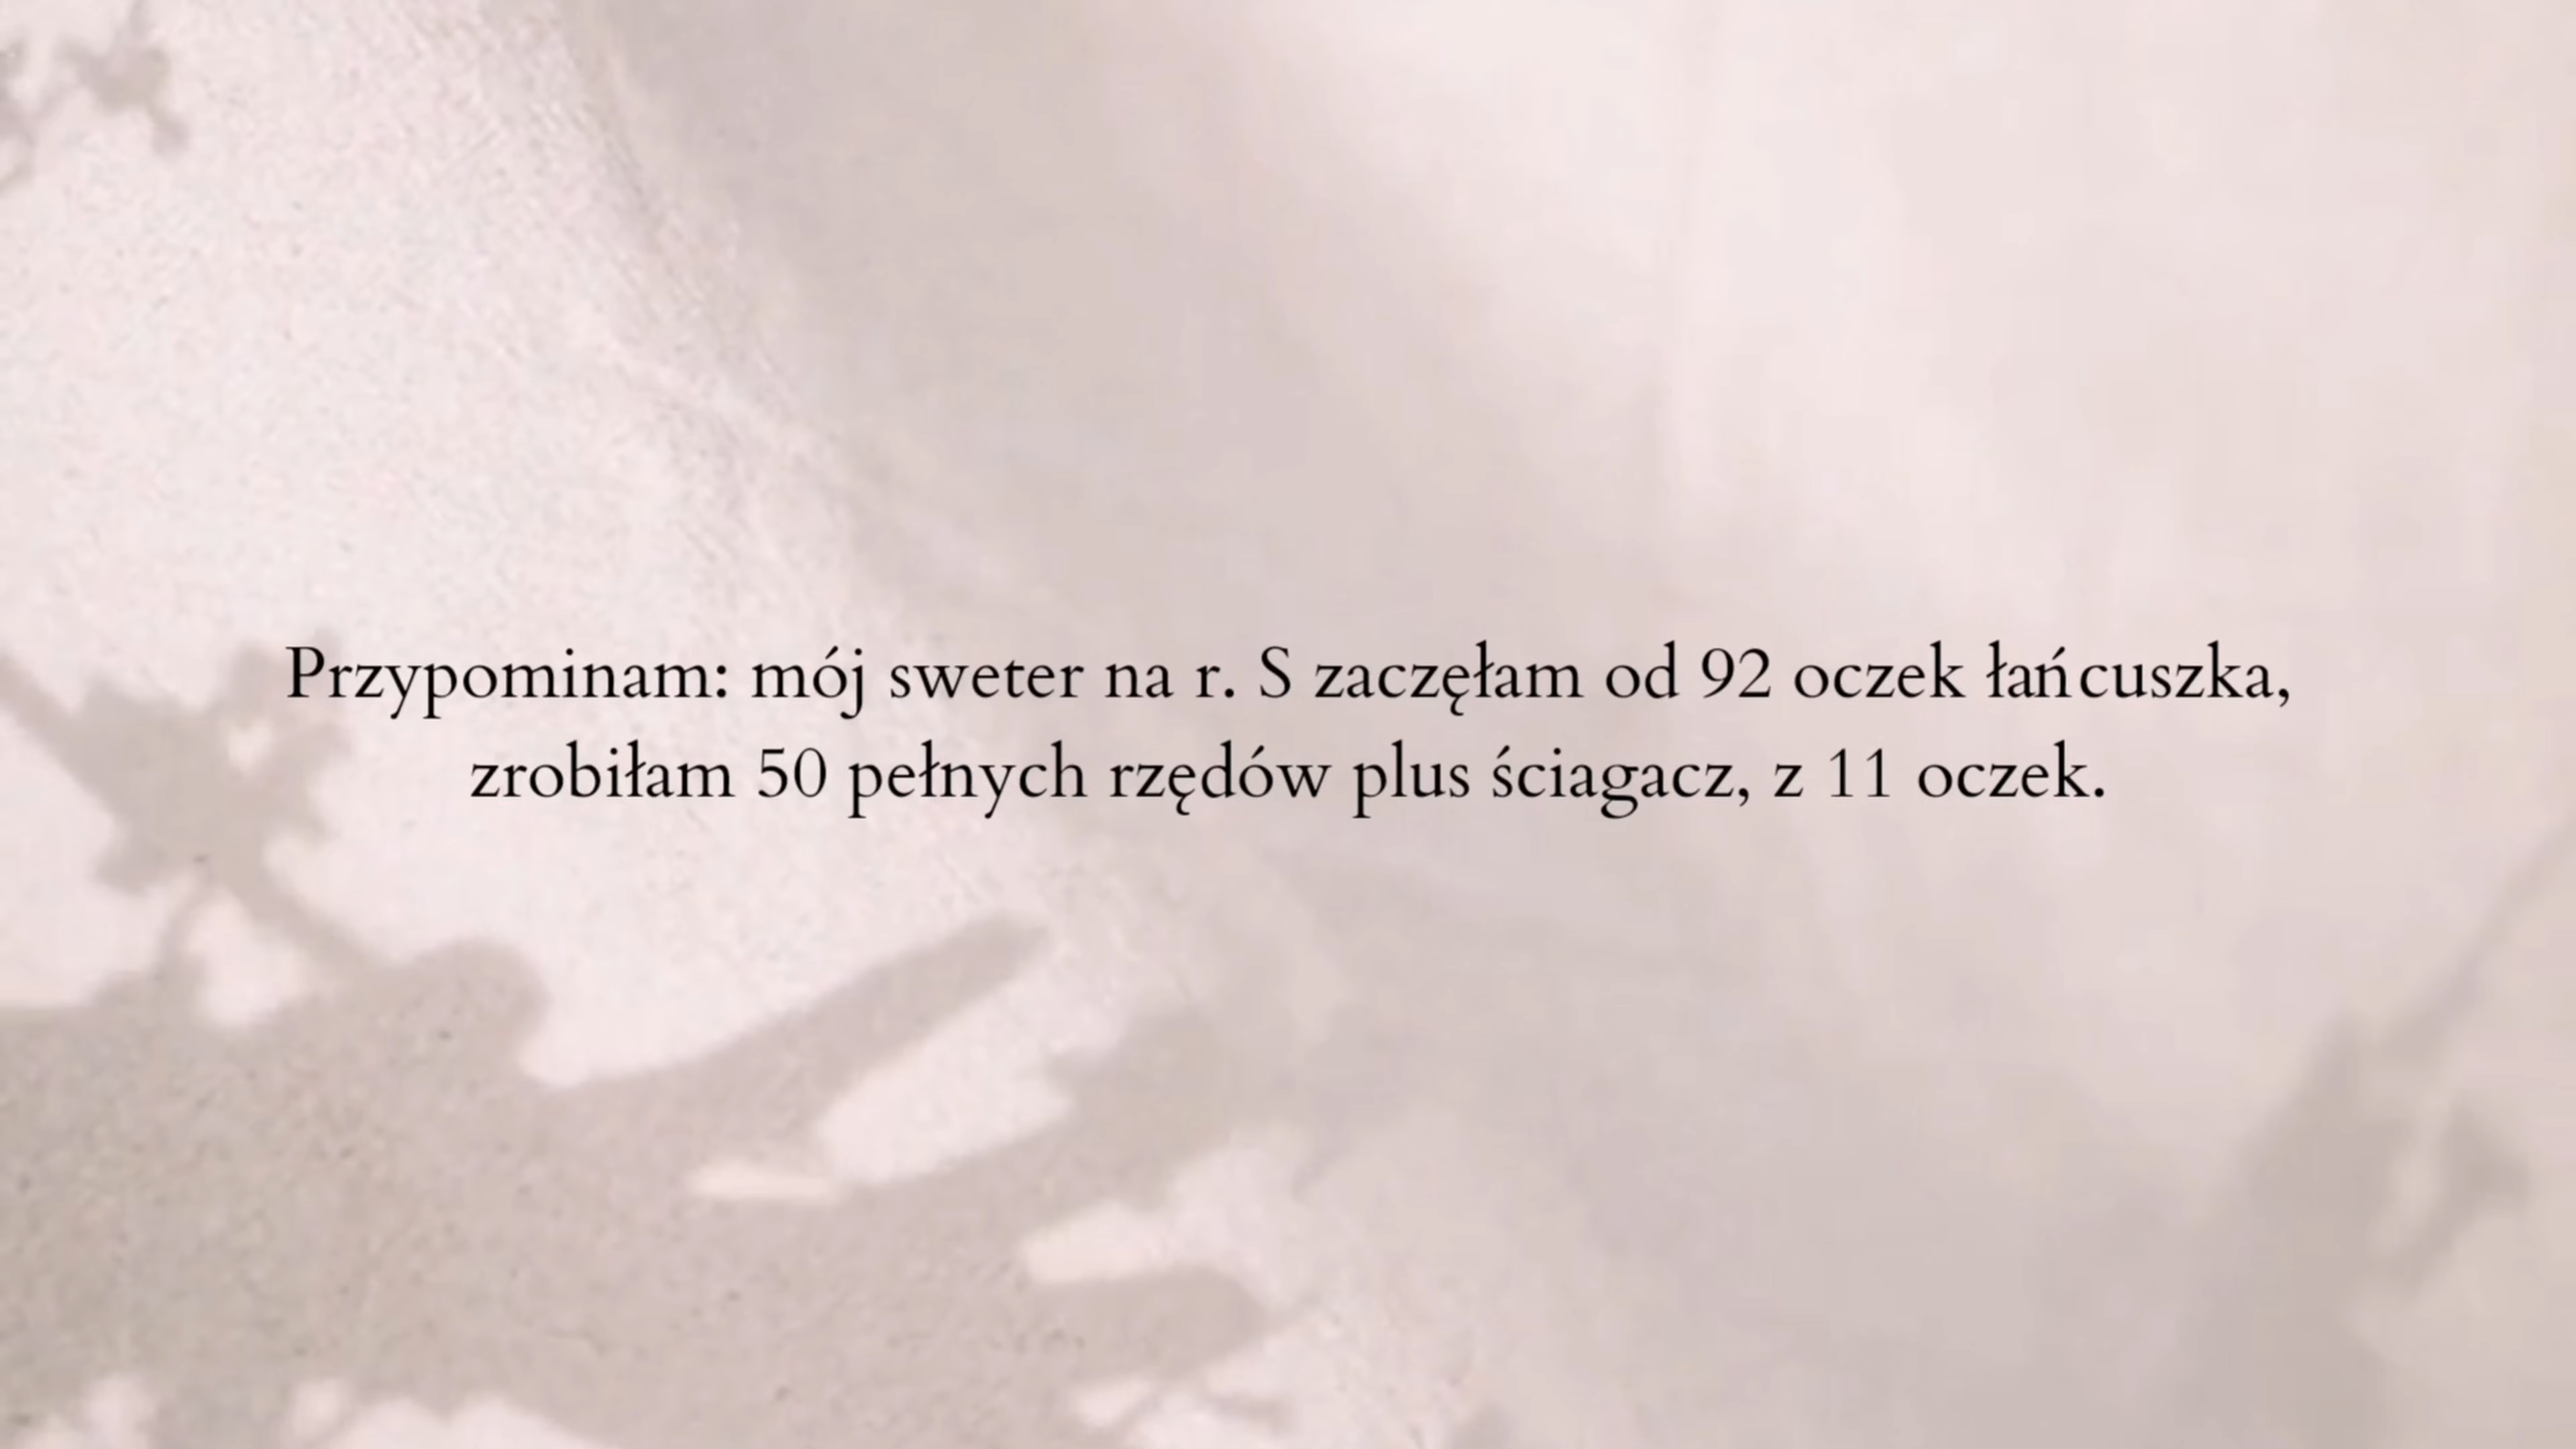 Przypominam: mój sweter na r. S zaczęłam od 92 oczek łańcuszka,
zrobiłam 50 pełnych rzędów plus ściagacz, z 11 oczek.